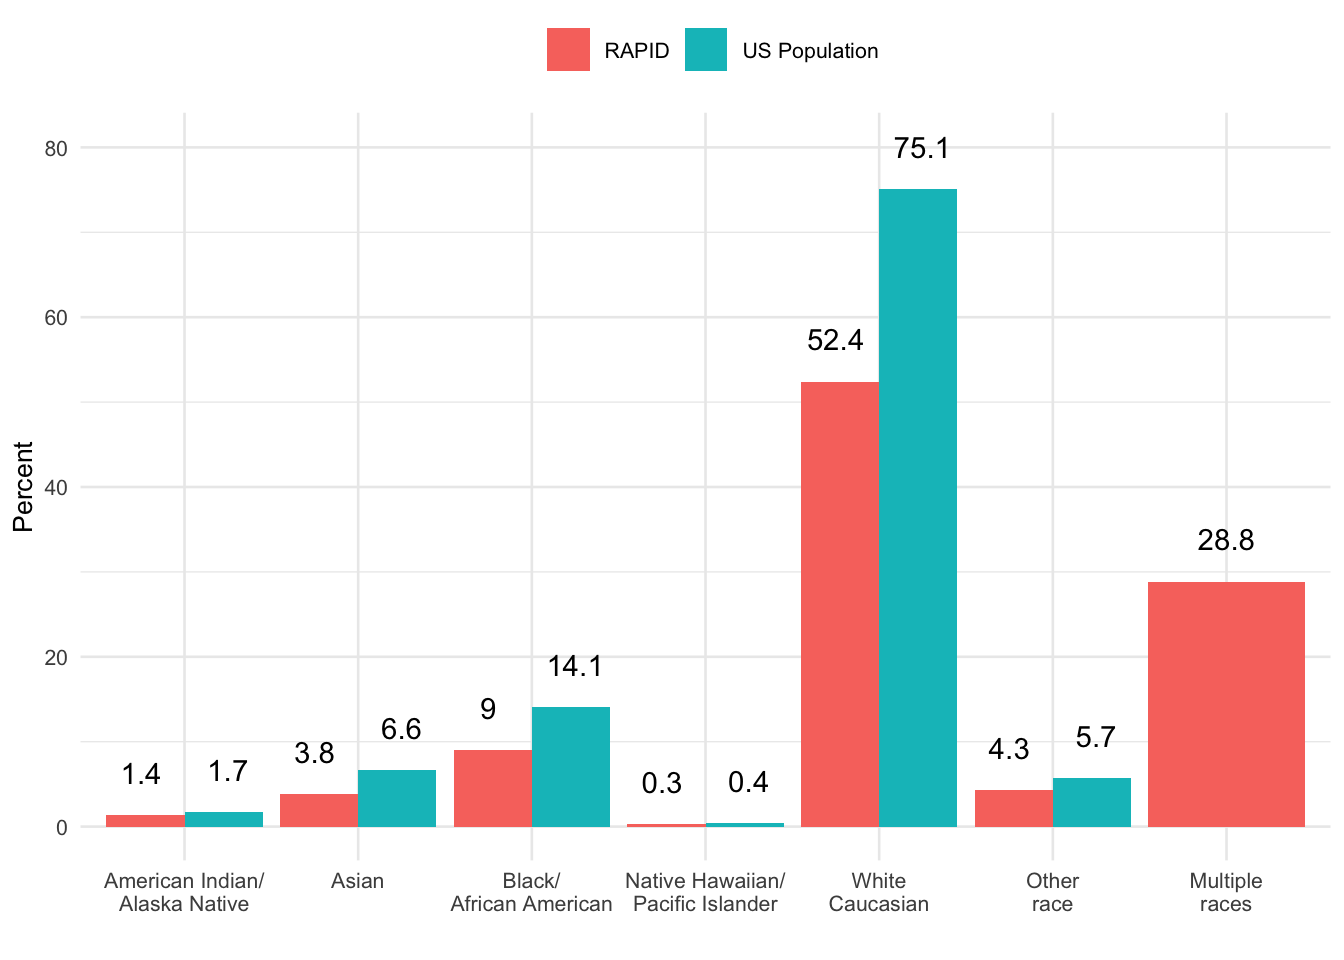 RAPID US Population
80
60
40
20
0
Percent
1.4 1.7
3.8 6.6
9 14.1
0.3 0.4
52.4 75.1
4.3 5.7
28.8
American Indian/
Alaska Native
Asian
Black/
African American
Native Hawaiian/
Pacific Islander
White
Caucasian
Other
race
Multiple
races